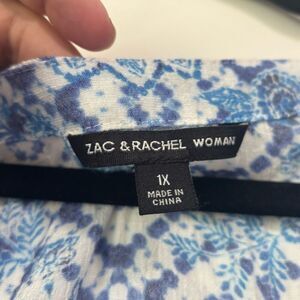 ZAC & RACHEL WOMAN
1X
MADE IN
CHINA